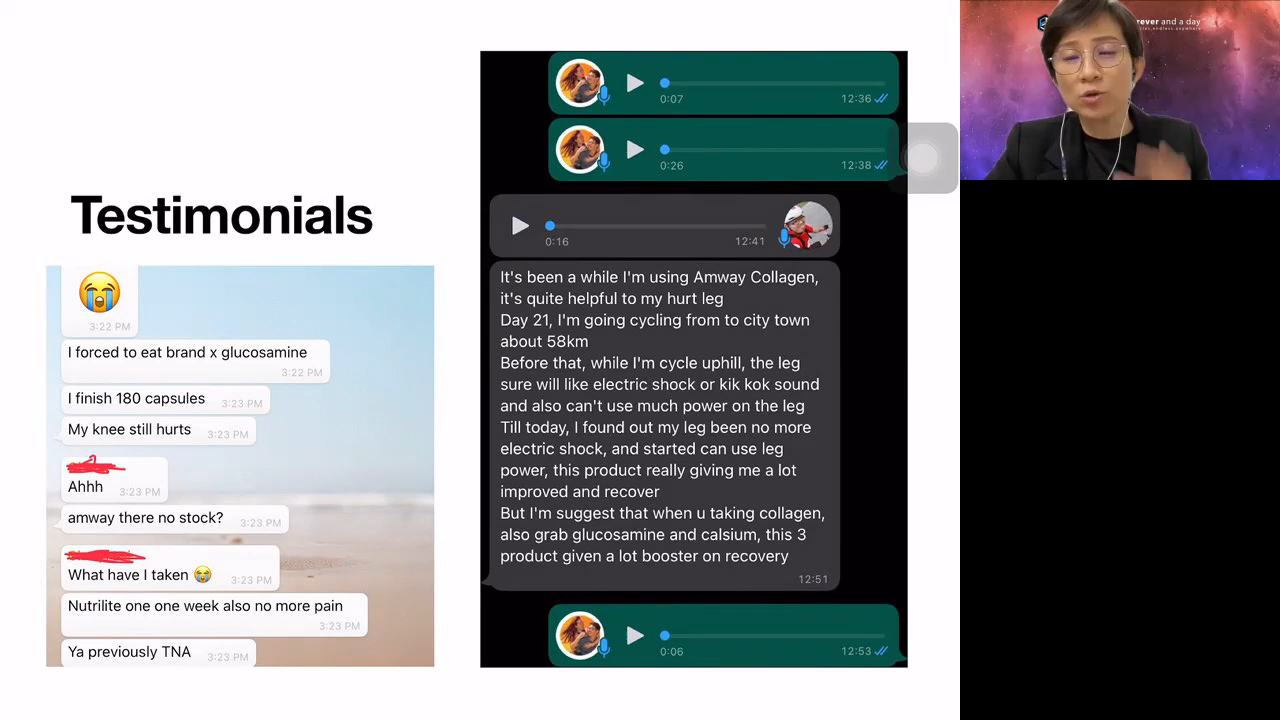 Testimonials
3:22 PM
I forced to eat brand x glucosamine
3:22 PM
I finish 180 capsules 3:23 PM
My knee still hurts 3:23 PM
Ahhh 3:23 PM
amway there no stock? 3:23 PM
What have I taken 😭 3:23 PM
Nutrilite one one week also no more pain
3:23 PM
Ya previously TNA 3:23 PM
0:07 12:36
0:26 12:38
0:16 12:41
It's been a while I'm using Amway Collagen,
it's quite helpful to my hurt leg
Day 21, I'm going cycling from to city town
about 58km
Before that, while I'm cycle uphill, the leg
sure will like electric shock or kik kok sound
and also can't use much power on the leg
Till today, I found out my leg been no more
electric shock, and started can use leg
power, this product really giving me a lot
improved and recover
But I'm suggest that when u taking collagen,
also grab glucosamine and calsium, this 3
product given a lot booster on recovery
12:51
0:06 12:53
and a day